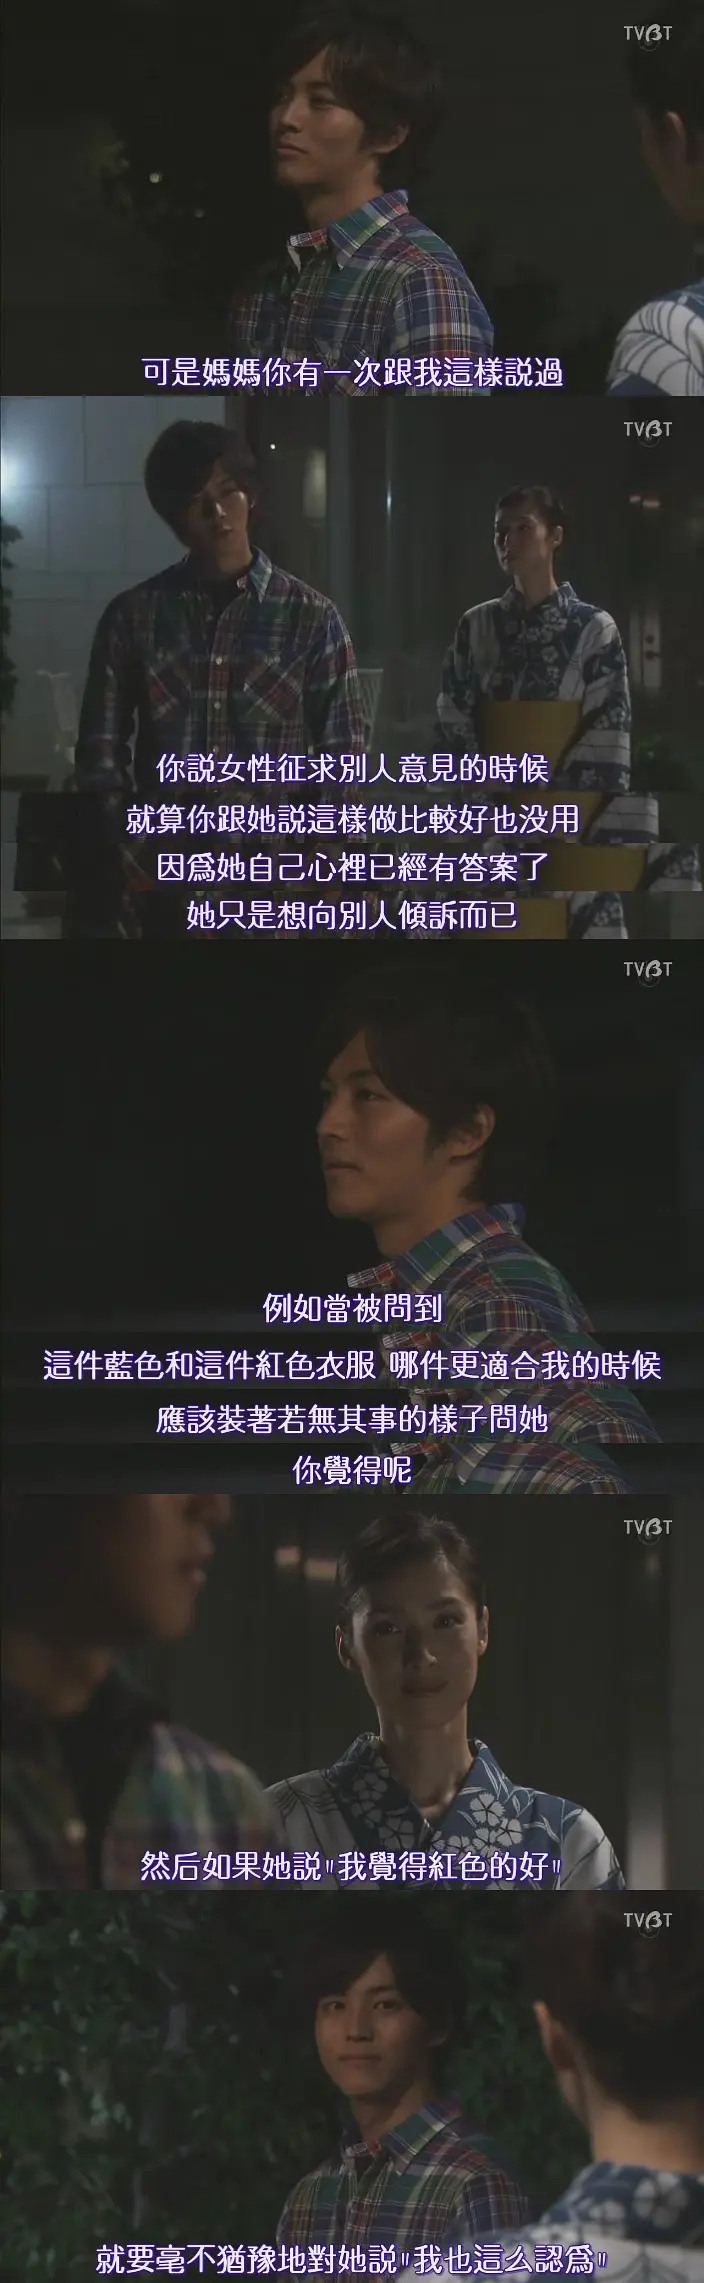 TVBT
可是媽媽你有一次跟我這樣説過
TVBT
你説女性征求別人意見的時候
就算你跟她説這樣做比較好也没用
因爲她自己心裡已經有答案了
她只是想向別人傾訴而已
TVBT
例如當被問到
這件藍色和這件紅色衣服 哪件更適合我的時候
應該装著若無其事的樣子問她
你覺得呢
TVBT
然后如果她説"我覺得紅色的好"
TVBT
就要毫不猶豫地對她説"我也這么認爲"